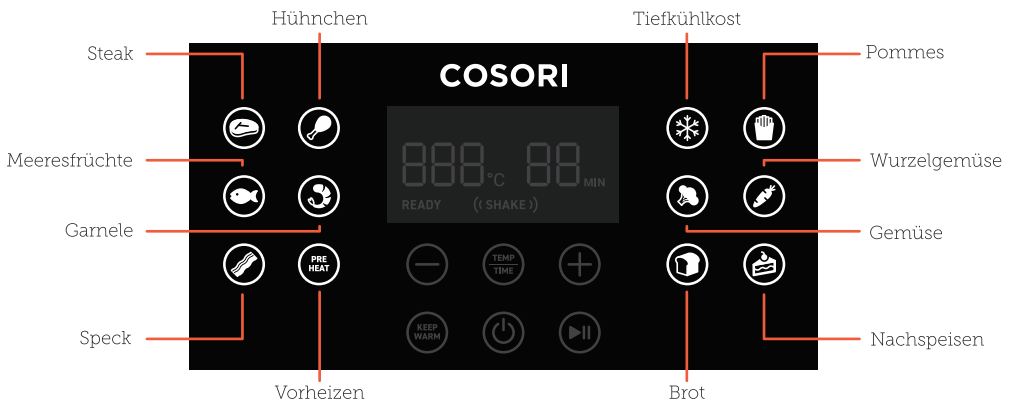 Hühnchen
Tiefkühlkost
Steak
Pommes
COSORI
Meeresfrüchte
Wurzelgemüse
888 °C 88 MIN
READY ((SHAKE))
Garnele
Gemüse
PRE
HEAT
TEMP
TIME
Speck
KEEP
WARM
Nachspeisen
Vorheizen
Brot